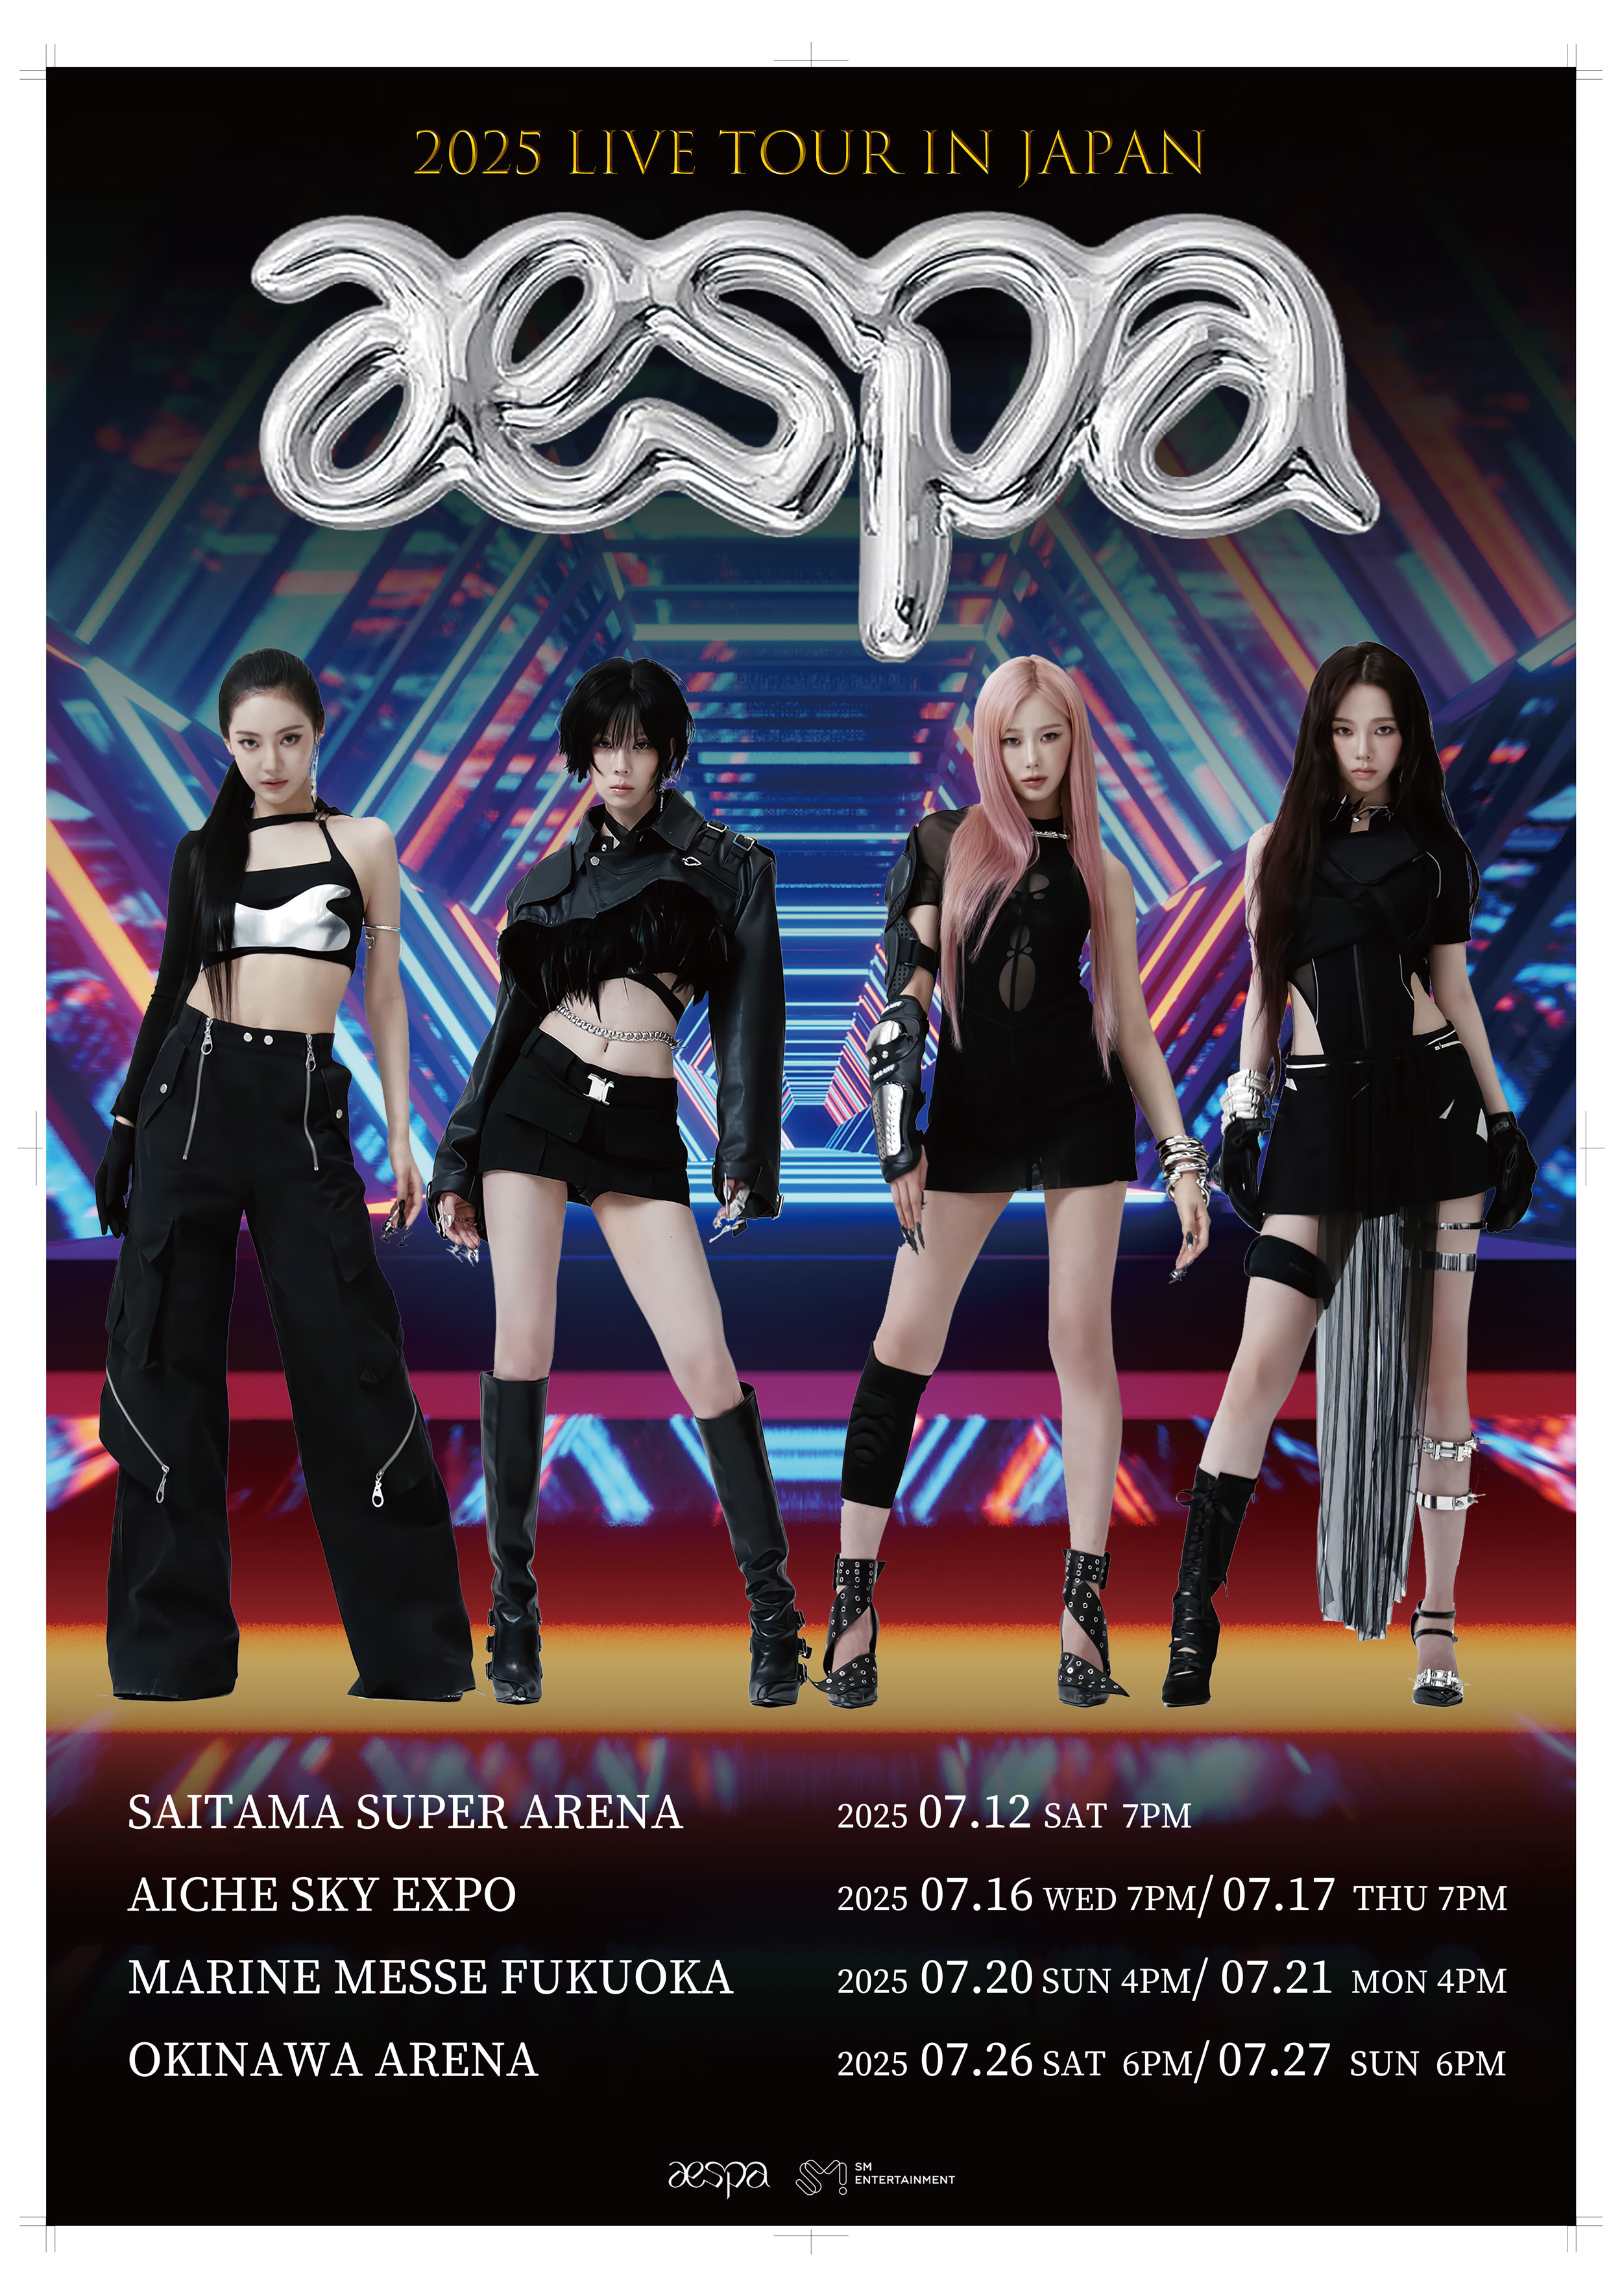 2025 LIVE TOUR IN JAPAN
aespa
SAITAMA SUPER ARENA 2025 07.12 SAT 7PM
AICHE SKY EXPO 2025 07.16 WED 7PM/ 07.17 THU 7PM
MARINE MESSE FUKUOKA 2025 07.20 SUN 4PM/ 07.21 MON 4PM
OKINAWA ARENA 2025 07.26 SAT 6PM/ 07.27 SUN 6PM
aespa SM
ENTERTAINMENT